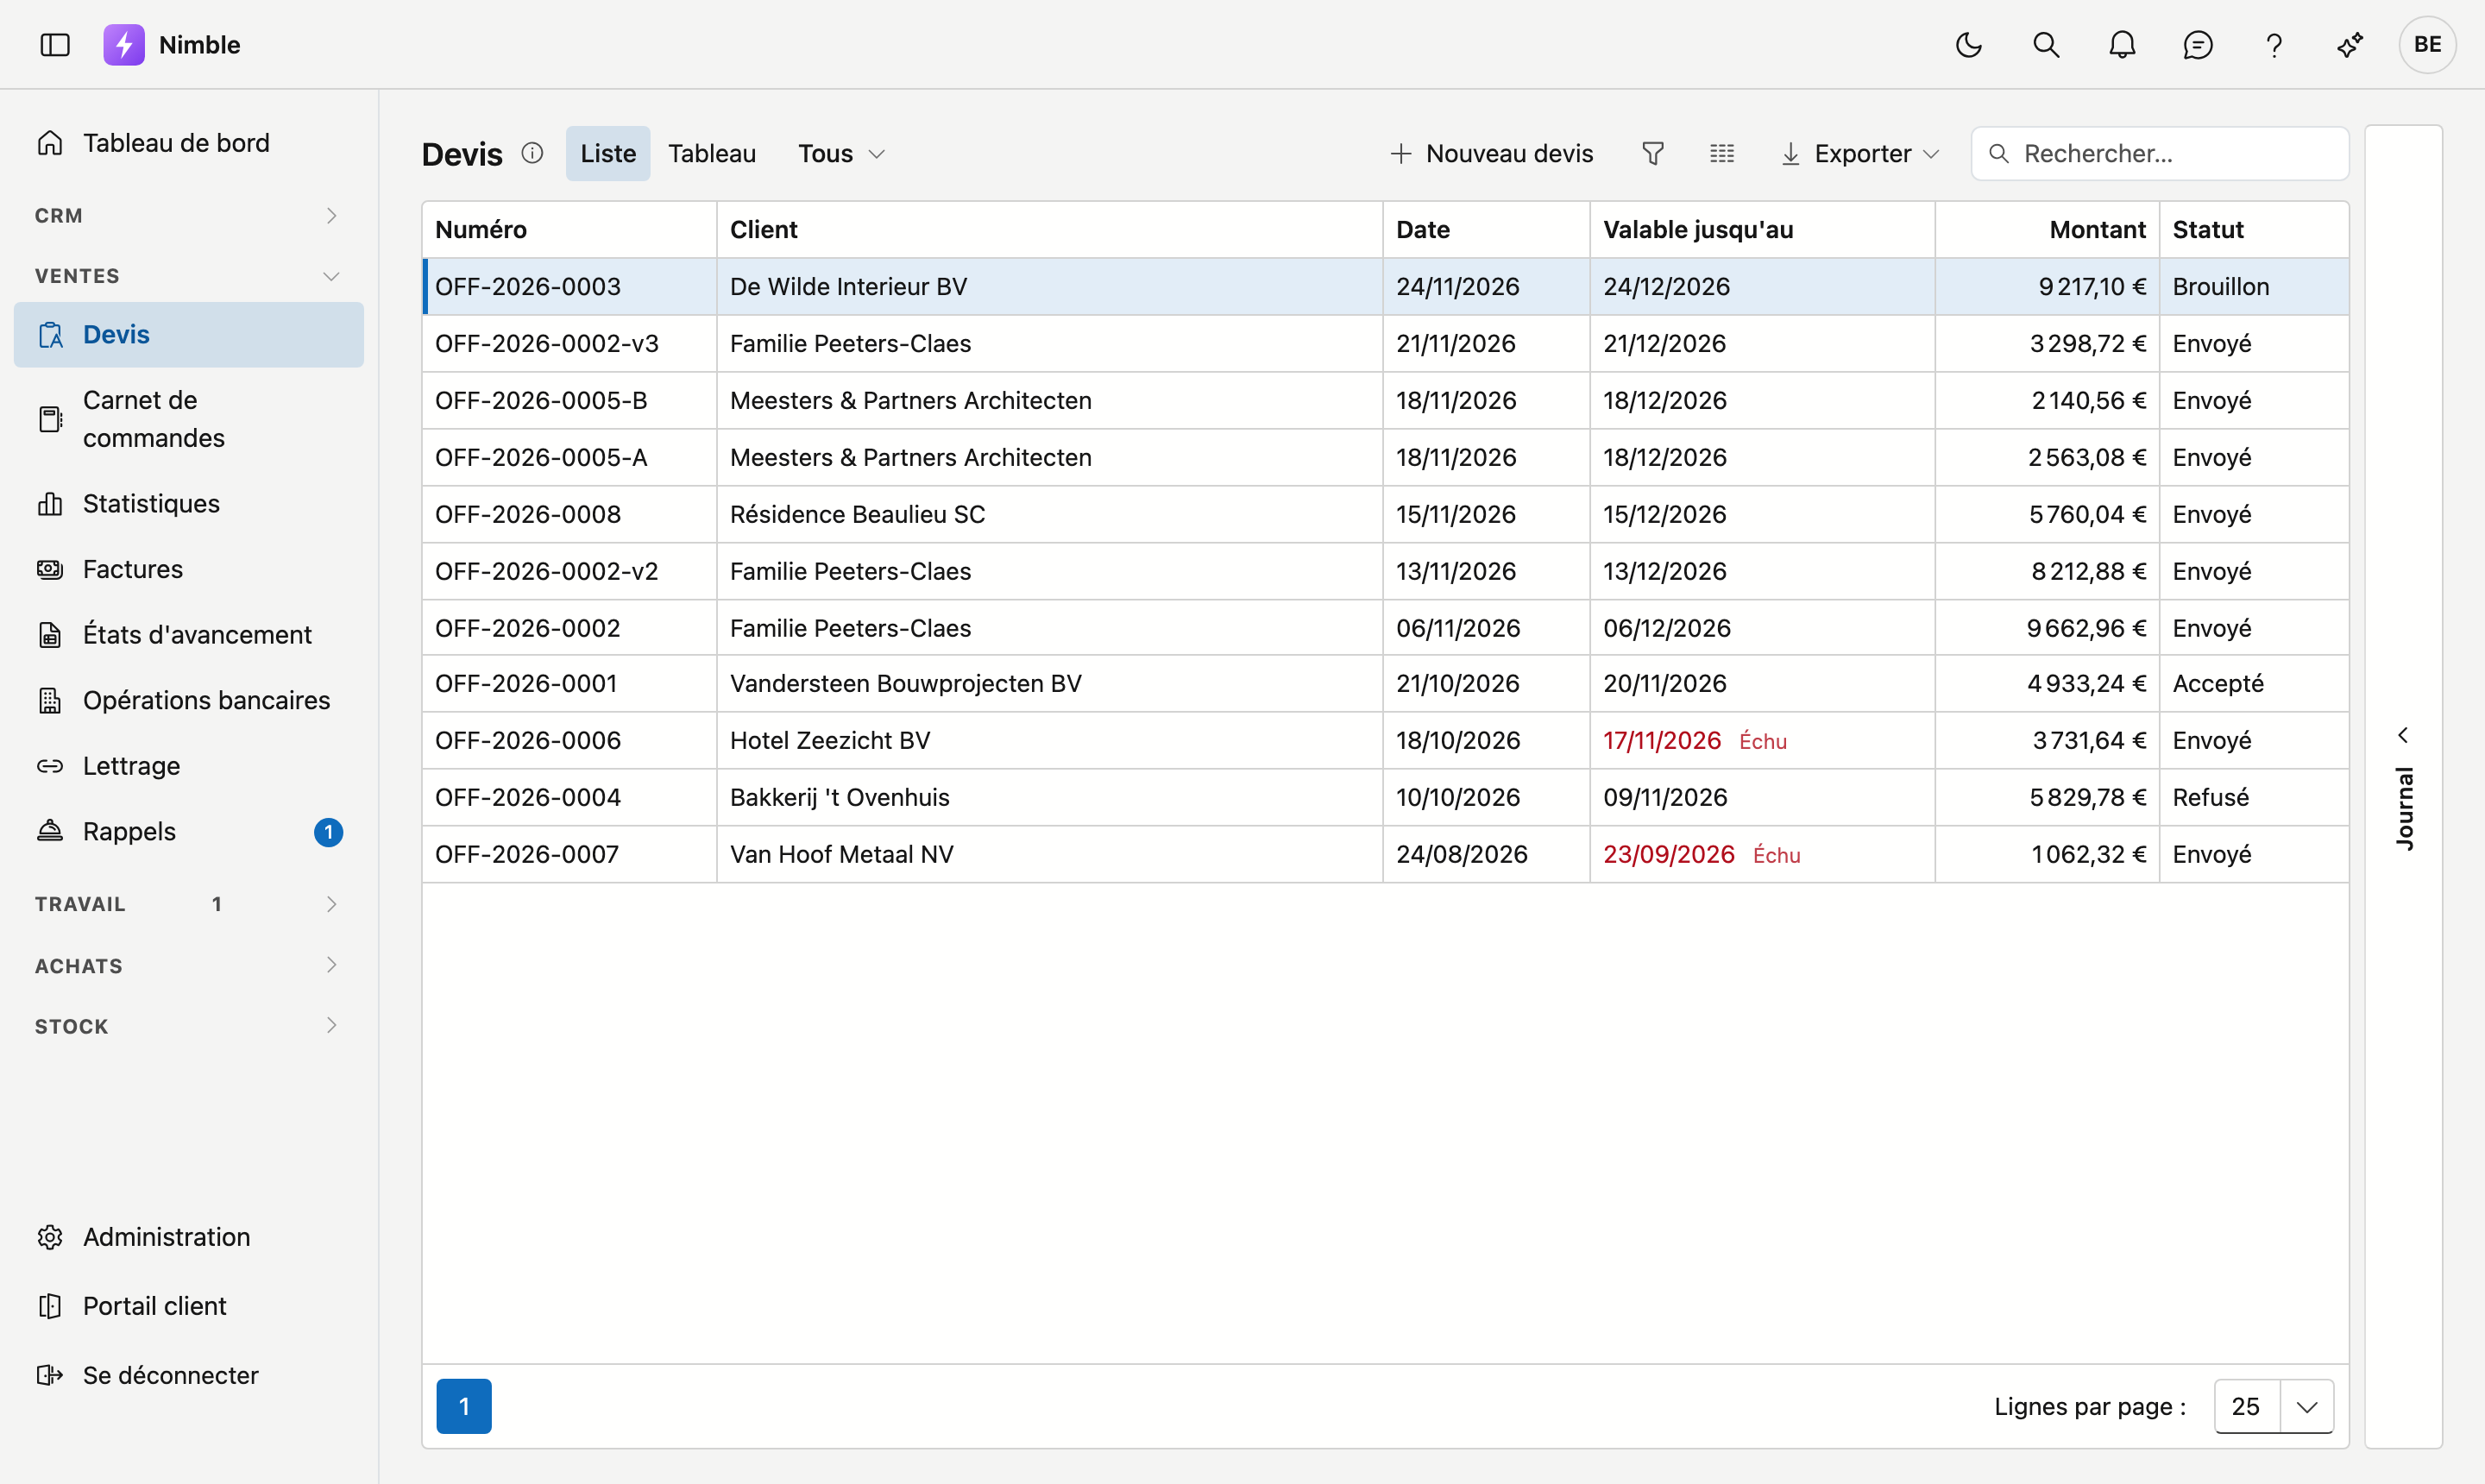 Nimble
BE
Tableau de bord
CRM
VENTES
Devis
Carnet de
commandes
Statistiques
Factures
États d'avancement
Opérations bancaires
Lettrage
Rappels 1
TRAVAIL 1
ACHATS
STOCK
Administration
Portail client
Se déconnecter
Devis Liste Tableau Tous Nouveau devis Exporter Rechercher...
Numéro Client Date Valable jusqu'au Montant Statut
OFF-2026-0003 De Wilde Interieur BV 24/11/2026 24/12/2026 9 217,10 € Brouillon
OFF-2026-0002-v3 Familie Peeters-Claes 21/11/2026 21/12/2026 3 298,72 € Envoyé
OFF-2026-0005-B Meesters & Partners Architecten 18/11/2026 18/12/2026 2 140,56 € Envoyé
OFF-2026-0005-A Meesters & Partners Architecten 18/11/2026 18/12/2026 2 563,08 € Envoyé
OFF-2026-0008 Résidence Beaulieu SC 15/11/2026 15/12/2026 5 760,04 € Envoyé
OFF-2026-0002-v2 Familie Peeters-Claes 13/11/2026 13/12/2026 8 212,88 € Envoyé
OFF-2026-0002 Familie Peeters-Claes 06/11/2026 06/12/2026 9 662,96 € Envoyé
OFF-2026-0001 Vandersteen Bouwprojecten BV 21/10/2026 20/11/2026 4 933,24 € Accepté
OFF-2026-0006 Hotel Zeezicht BV 18/10/2026 17/11/2026 Échu 3 731,64 € Envoyé
OFF-2026-0004 Bakkerij 't Ovenhuis 10/10/2026 09/11/2026 5 829,78 € Refusé
OFF-2026-0007 Van Hoof Metaal NV 24/08/2026 23/09/2026 Échu 1 062,32 € Envoyé
1 Lignes par page : 25
Journal